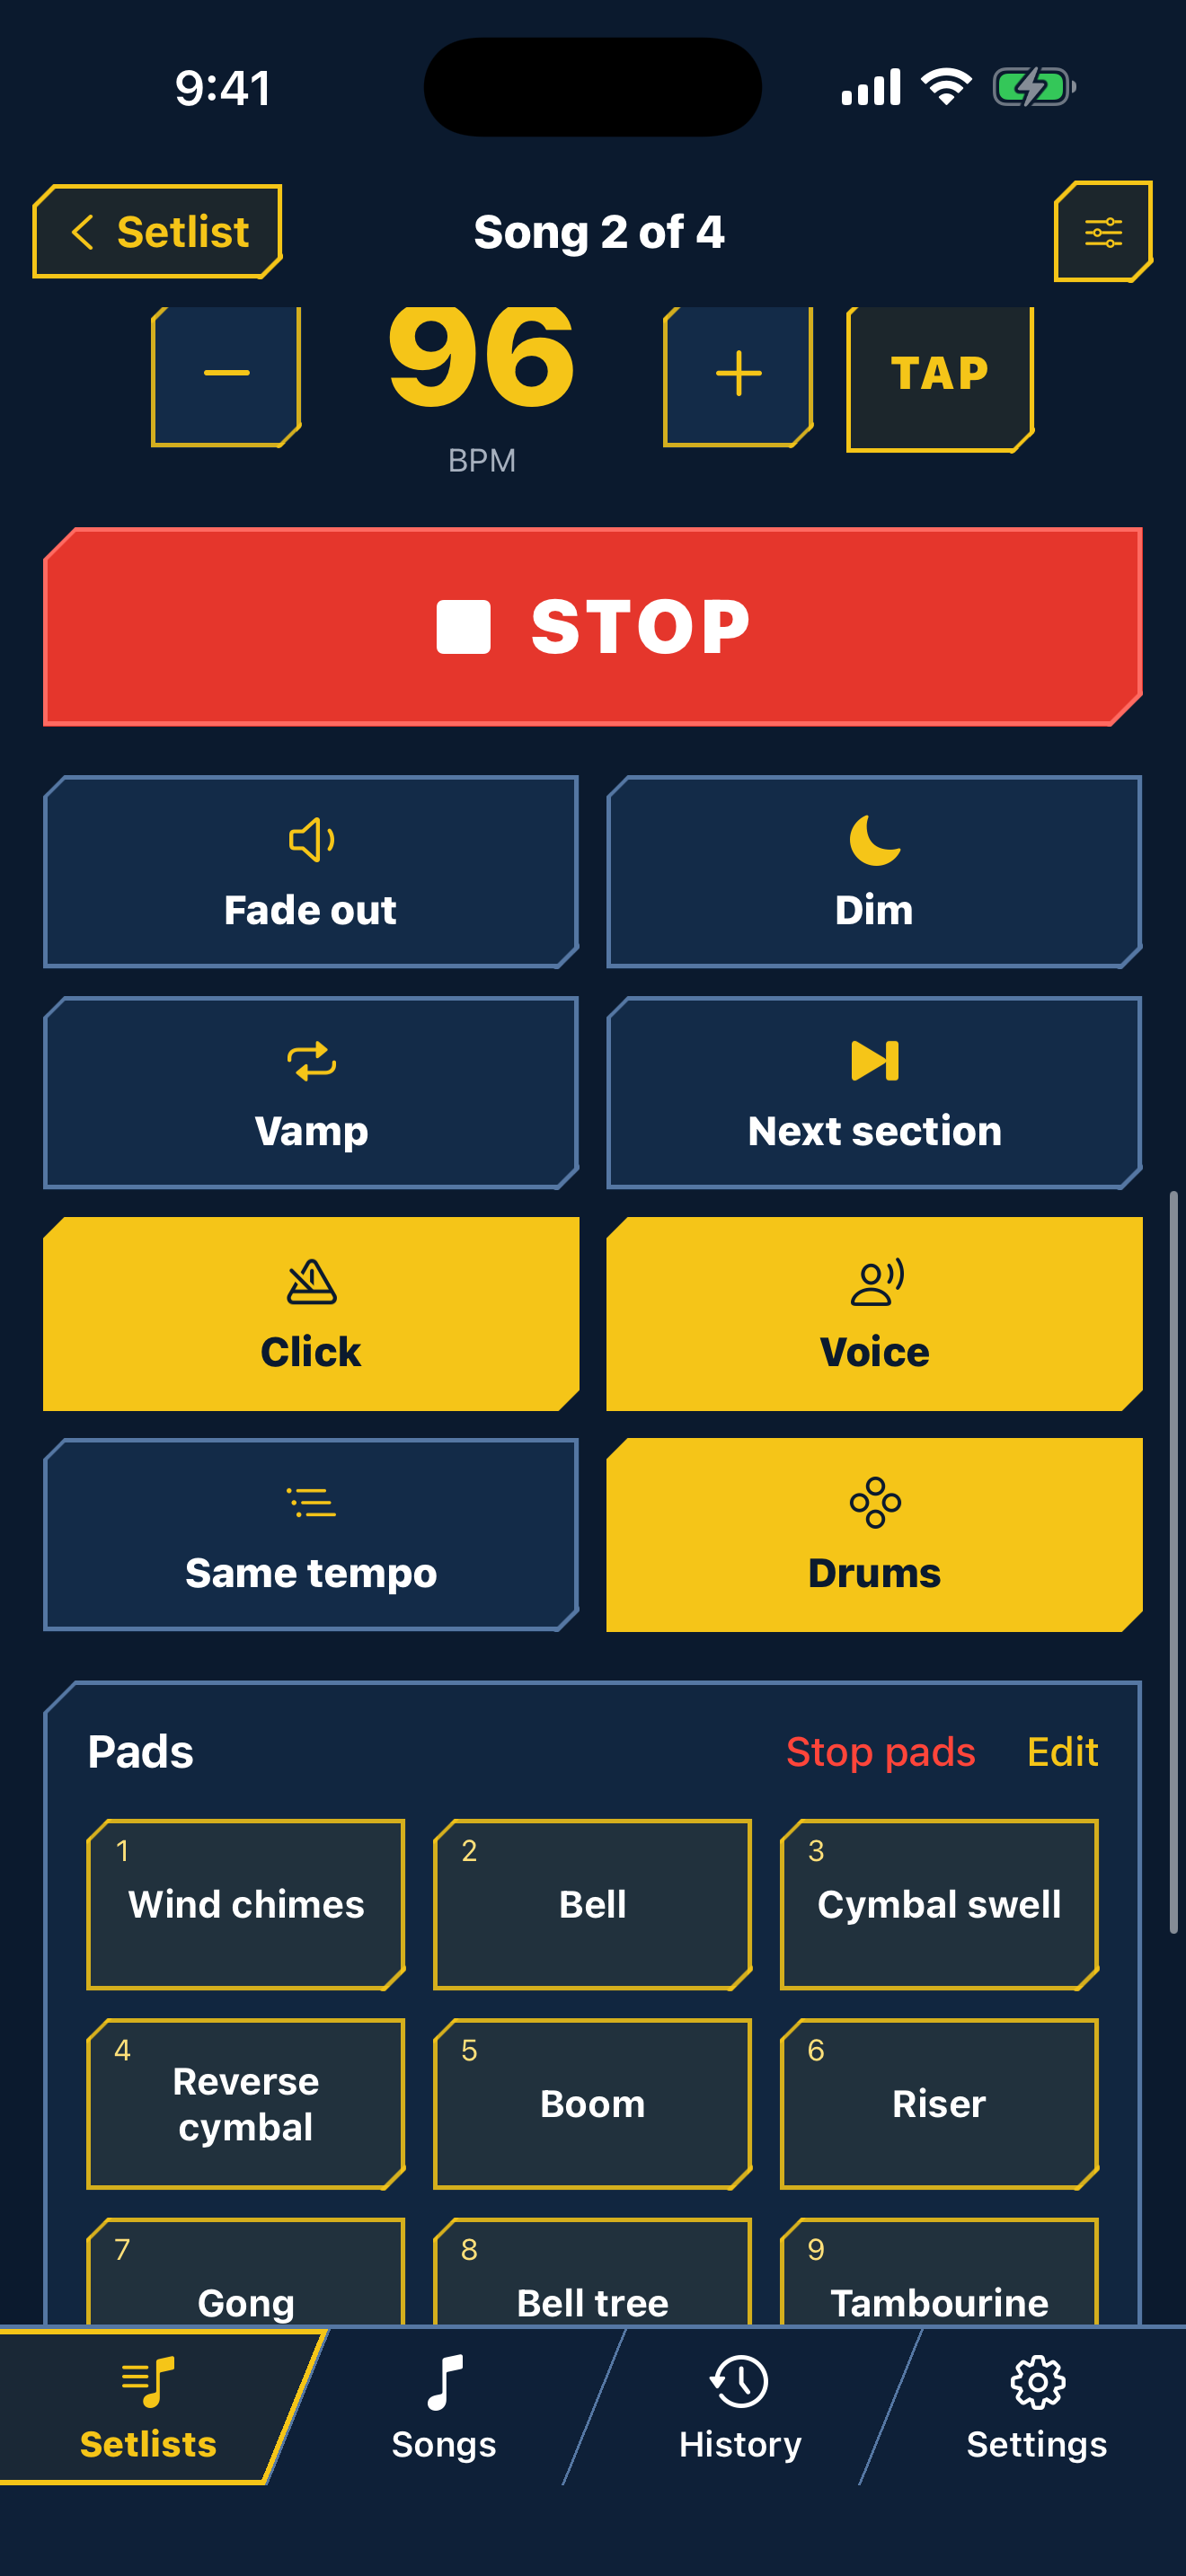 9:41
Setlist
Song 2 of 4
96
TAP
BPM
STOP
Fade out
Dim
Vamp
Next section
Click
Voice
Same tempo
Drums
Pads
Stop pads
Edit
1
Wind chimes
2
Bell
3
Cymbal swell
4
Reverse
cymbal
5
Boom
6
Riser
7
Gong
8
Bell tree
9
Tambourine
Setlists
Songs
History
Settings